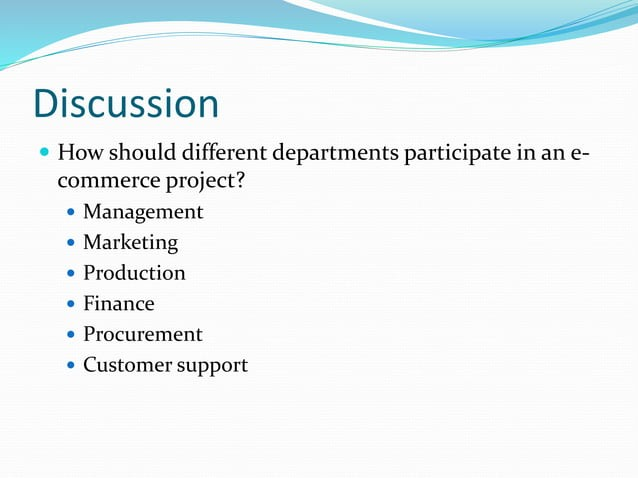 Discussion
How should different departments participate in an e-
commerce project?
Management
Marketing
Production
Finance
Procurement
Customer support